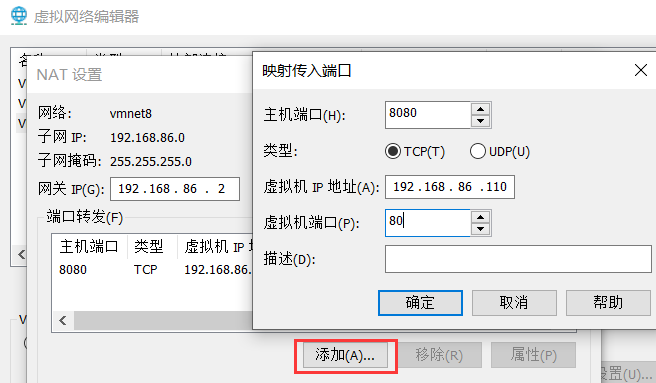 虚拟网络编辑器
NAT 设置
网络: vmnet8
子网 IP: 192.168.86.0
子网掩码: 255.255.255.0
网关 IP(G): 192 . 168 . 86 . 2
端口转发(F)
主机端口 类型 虚拟机 IP
8080 TCP 192.168.86.
添加(A)... 移除(R) 属性(P)
映射传入端口
主机端口(H): 8080
类型: TCP(T) UDP(U)
虚拟机 IP 地址(A): 192 . 168 . 86 . 110
虚拟机端口(P): 80
描述(D):
确定 取消 帮助
设置(U)...